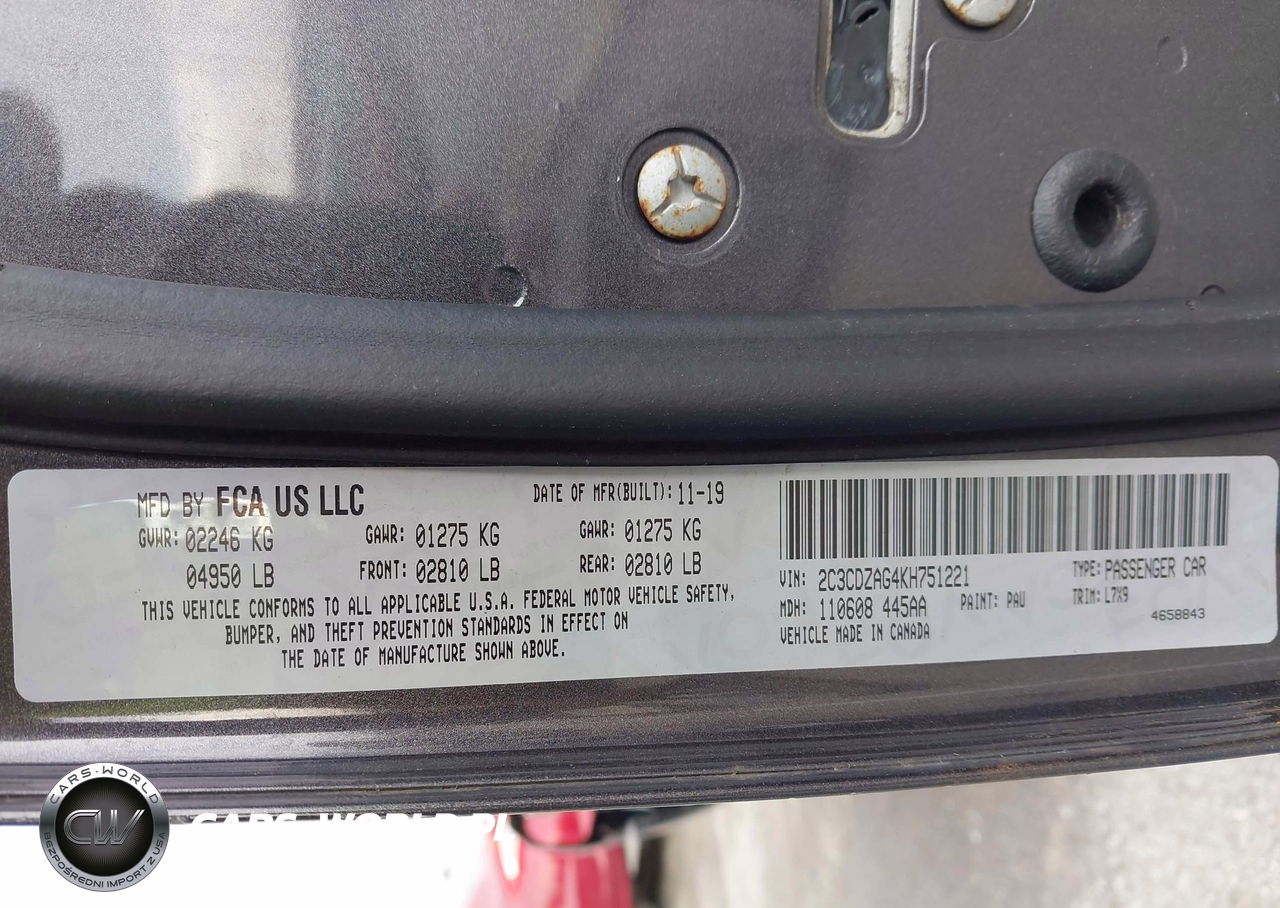 MFD BY FCA US LLC
DATE OF MFR(BUILT): 11-19
GVWR: 02246 KG
GAWR: 01275 KG
GAWR: 01275 KG
04950 LB
FRONT: 02810 LB
REAR: 02810 LB
THIS VEHICLE CONFORMS TO ALL APPLICABLE U.S.A. FEDERAL MOTOR VEHICLE SAFETY,
BUMPER, AND THEFT PREVENTION STANDARDS IN EFFECT ON
THE DATE OF MANUFACTURE SHOWN ABOVE.
VIN: 2C3CDZAG4KH751221
TYPE: PASSENGER CAR
MDH: 110608 445AA
PAINT: PAU
TRIM: L7X9
4658843
VEHICLE MADE IN CANADA
CARS-WORLD
CW
BEZPOŚREDNI IMPORT Z USA
CARS-WORLD.PL